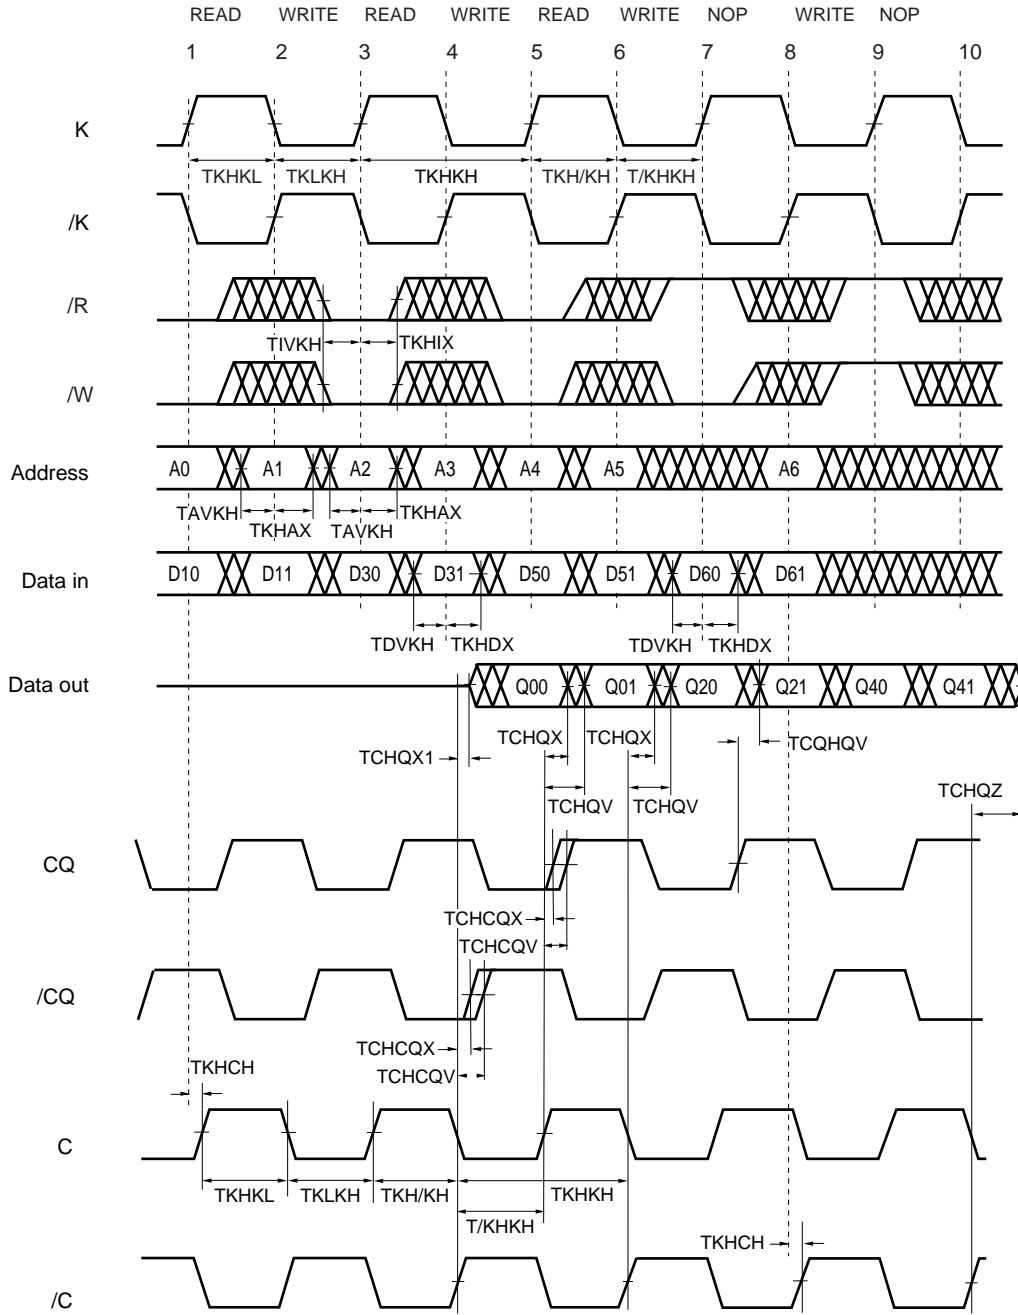 READ WRITE READ WRITE READ WRITE NOP WRITE NOP
1 2 3 4 5 6 7 8 9 10
K
TKHKL TKLKH TKHKH TKH/KH T/KHKH
/K
/R
TIVKH TKHIX
/W
Address A0 A1 A2 A3 A4 A5 A6
TAVKH TKHAX TAVKH TKHAX
Data in D10 D11 D30 D31 D50 D51 D60 D61
TDVKH TKHDX TDVKH TKHDX
Data out Q00 Q01 Q20 Q21 Q40 Q41
TCHQX1 TCHQX TCHQX TCQHQV
TCHQV TCHQV TCHQZ
CQ
TCHCQX
TCHCQV
/CQ
TCHCQX
TCHCQV
TKHCH
C
TKHKL TKLKH TKH/KH TKHKH
T/KHKH
TKHCH
/C